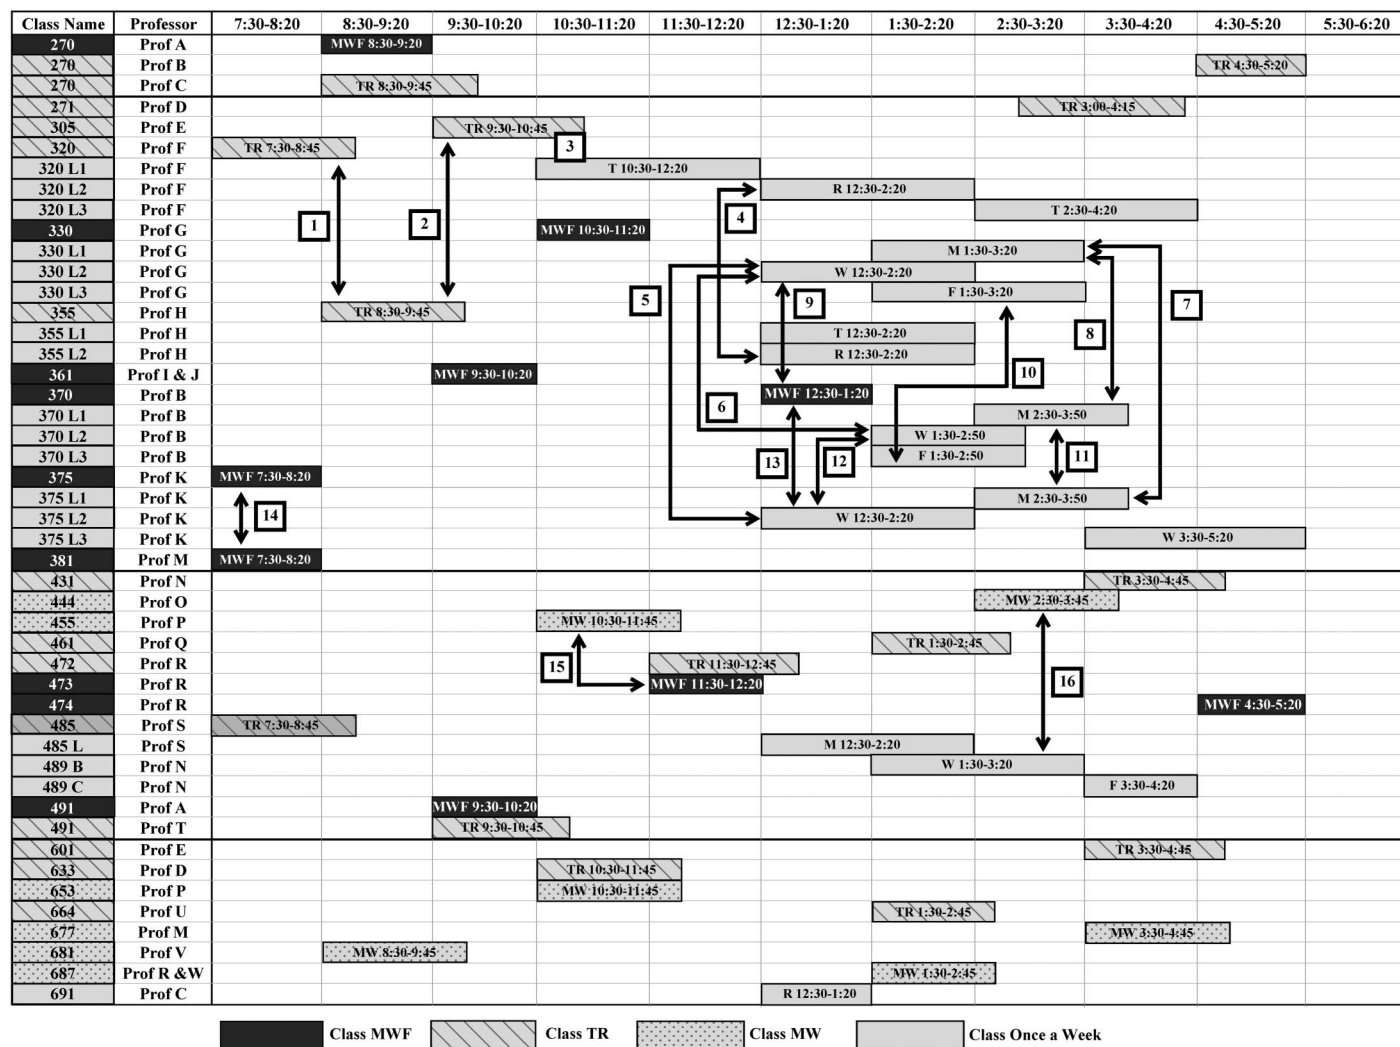 Class Name Professor 7:30-8:20 8:30-9:20 9:30-10:20 10:30-11:20 11:30-12:20 12:30-1:20 1:30-2:20 2:30-3:20 3:30-4:20 4:30-5:20 5:30-6:20
270 Prof A MWF 8:30-9:20
270 Prof B TR 4:30-5:20
270 Prof C TR 8:30-9:45
271 Prof D TR 3:00-4:15
305 Prof E TR 9:30-10:45
320 Prof F TR 7:30-8:45 3
320 L1 Prof F T 10:30-12:20
320 L2 Prof F R 12:30-2:20
320 L3 Prof F T 2:30-4:20
1 2 4
330 Prof G MWF 10:30-11:20
330 L1 Prof G M 1:30-3:20
330 L2 Prof G W 12:30-2:20
330 L3 Prof G F 1:30-3:20
5 9 7
355 Prof H TR 8:30-9:45
355 L1 Prof H T 12:30-2:20
8
355 L2 Prof H R 12:30-2:20
361 Prof I & J MWF 9:30-10:20 10
370 Prof B MWF 12:30-1:20
6
370 L1 Prof B M 2:30-3:50
370 L2 Prof B W 1:30-2:50
370 L3 Prof B F 1:30-2:50
13 12 11
375 Prof K MWF 7:30-8:20
375 L1 Prof K M 2:30-3:50
14
375 L2 Prof K W 12:30-2:20
375 L3 Prof K W 3:30-5:20
381 Prof M MWF 7:30-8:20
431 Prof N TR 3:30-4:45
444 Prof O MW 2:30-3:45
455 Prof P MW 10:30-11:45
461 Prof Q TR 1:30-2:45
472 Prof R TR 11:30-12:45
15 16
473 Prof R MWF 11:30-12:20
474 Prof R MWF 4:30-5:20
485 Prof S TR 7:30-8:45
485 L Prof S M 12:30-2:20
489 B Prof N W 1:30-3:20
489 C Prof N F 3:30-4:20
491 Prof A MWF 9:30-10:20
491 Prof T TR 9:30-10:45
601 Prof E TR 3:30-4:45
633 Prof D TR 10:30-11:45
653 Prof P MW 10:30-11:45
664 Prof U TR 1:30-2:45
677 Prof M MW 3:30-4:45
681 Prof V MW 8:30-9:45
687 Prof R &W MW 1:30-2:45
691 Prof C R 12:30-1:20
Class MWF Class TR Class MW Class Once a Week